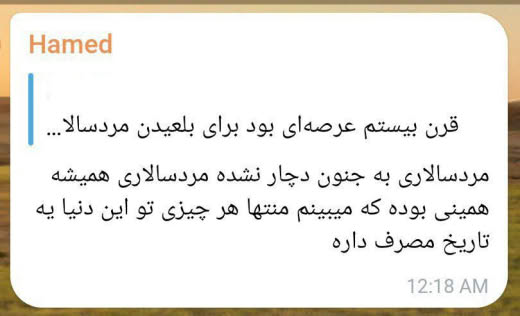 Hamed
قرن بیستم عرصه‌ای بود برای بلعیدن مردسالا...
مردسالاری به جنون دچار نشده مردسالاری همیشه
همینی بوده که میبینم منتها هر چیزی تو این دنیا یه
تاریخ مصرف داره
12:18 AM